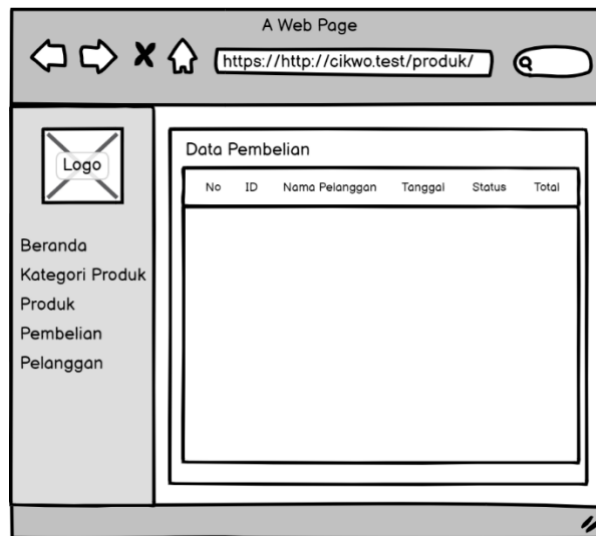 A Web Page
https://http://cikwo.test/produk/
Logo
Beranda
Kategori Produk
Produk
Pembelian
Pelanggan
Data Pembelian
No ID Nama Pelanggan Tanggal Status Total